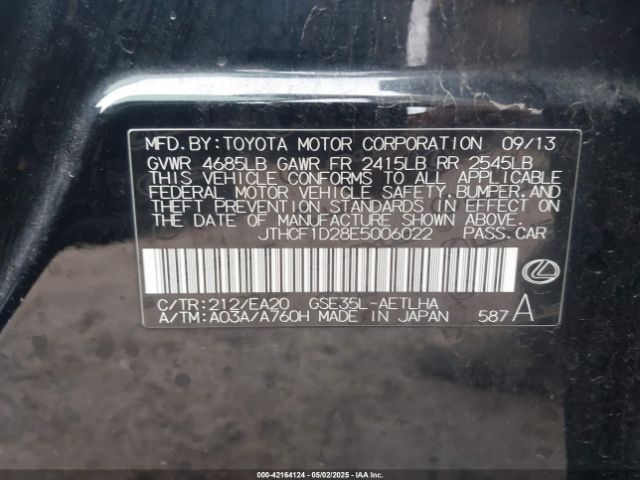 MFD.BY:TOYOTA MOTOR CORPORATION 09/13
GVWR 4685LB GAWR FR 2415LB RR 2545LB
THIS VEHICLE CONFORMS TO ALL APPLICABLE
FEDERAL MOTOR VEHICLE SAFETY,BUMPER,AND
THEFT PREVENTION STANDARDS IN EFFECT ON
THE DATE OF MANUFACTURE SHOWN ABOVE.
JTHCF1D28E5006022 PASS.CAR
C/TR:212/EA20 GSE35L-AETLHA
A/TM:A03A/A760H MADE IN JAPAN 587 A
000-42164124 - 05/02/2025 - IAA Inc.